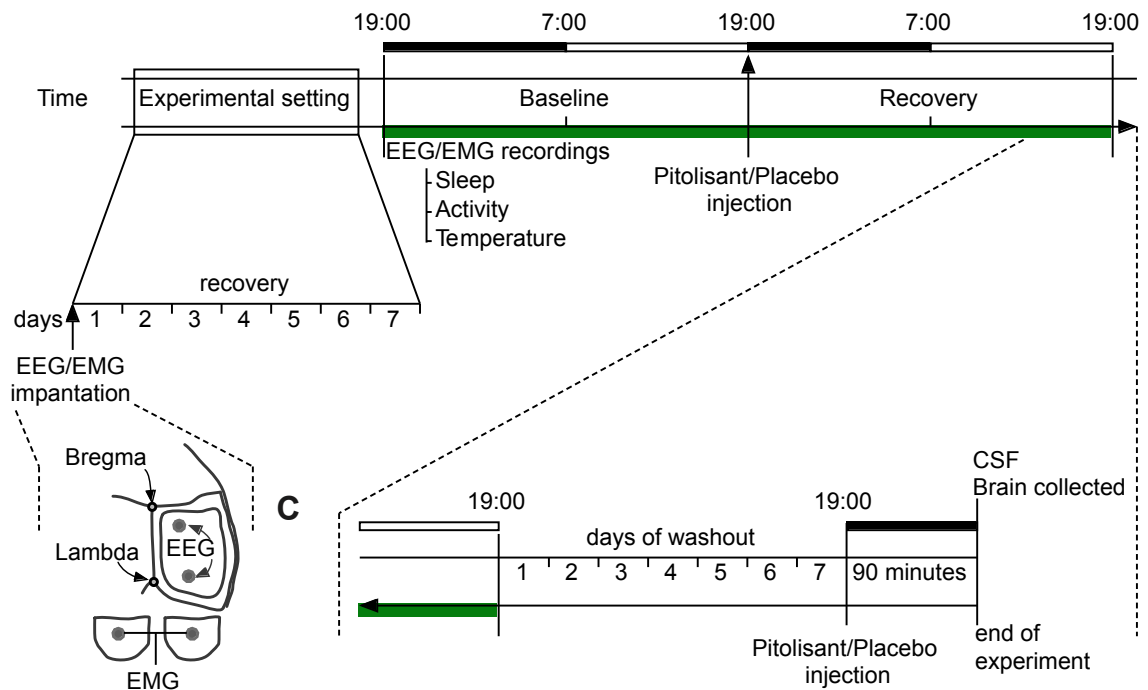 19:00 7:00 19:00 7:00 19:00
Time Experimental setting Baseline Recovery
EEG/EMG recordings
Sleep
Activity
Temperature
Pitolisant/Placebo
injection
recovery
days 1 2 3 4 5 6 7
EEG/EMG
impantation
Bregma
Lambda
EEG
EMG
C
19:00 19:00
CSF
Brain collected
days of washout
1 2 3 4 5 6 7 90 minutes
Pitolisant/Placebo
injection
end of
experiment